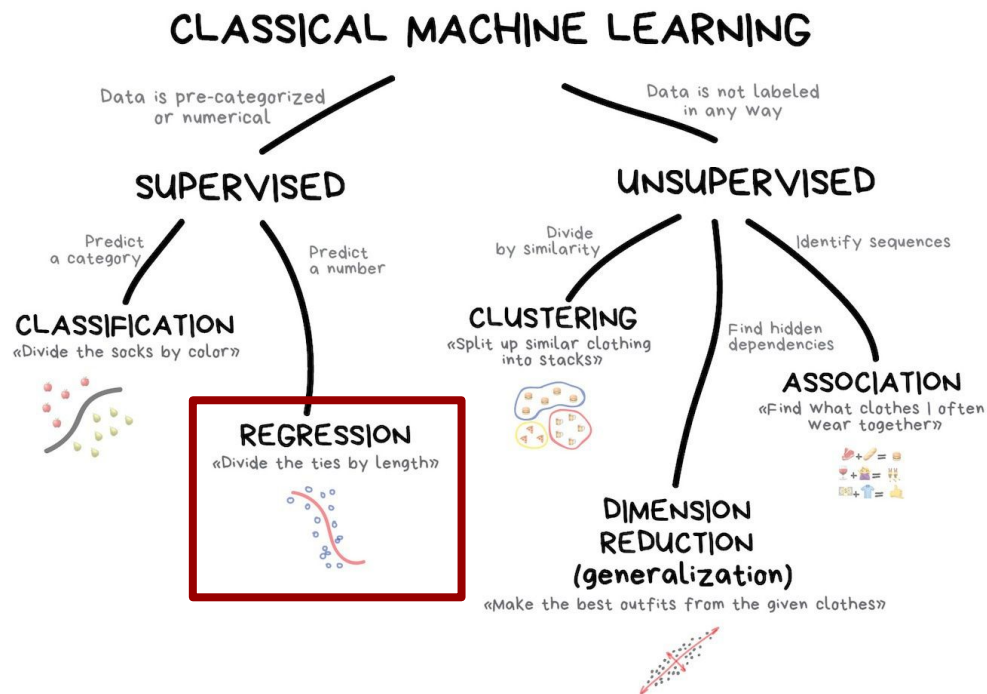 CLASSICAL MACHINE LEARNING
Data is pre-categorized
or numerical
Data is not labeled
in any way
SUPERVISED
UNSUPERVISED
Predict
a category
Predict
a number
Divide
by similarity
Identify sequences
CLASSIFICATION
«Divide the socks by color»
CLUSTERING
«Split up similar clothing
into stacks»
Find hidden
dependencies
ASSOCIATION
«Find what clothes I often
wear together»
REGRESSION
«Divide the ties by length»
+ =
+ =
+ =
DIMENSION
REDUCTION
(generalization)
«Make the best outfits from the given clothes»